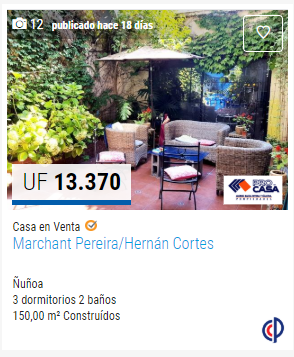 12 publicado hace 18 días
UF 13.370
CASA
Casa en Venta
Marchant Pereira/Hernán Cortes
Ñuñoa
3 dormitorios 2 baños
150,00 m² Construídos